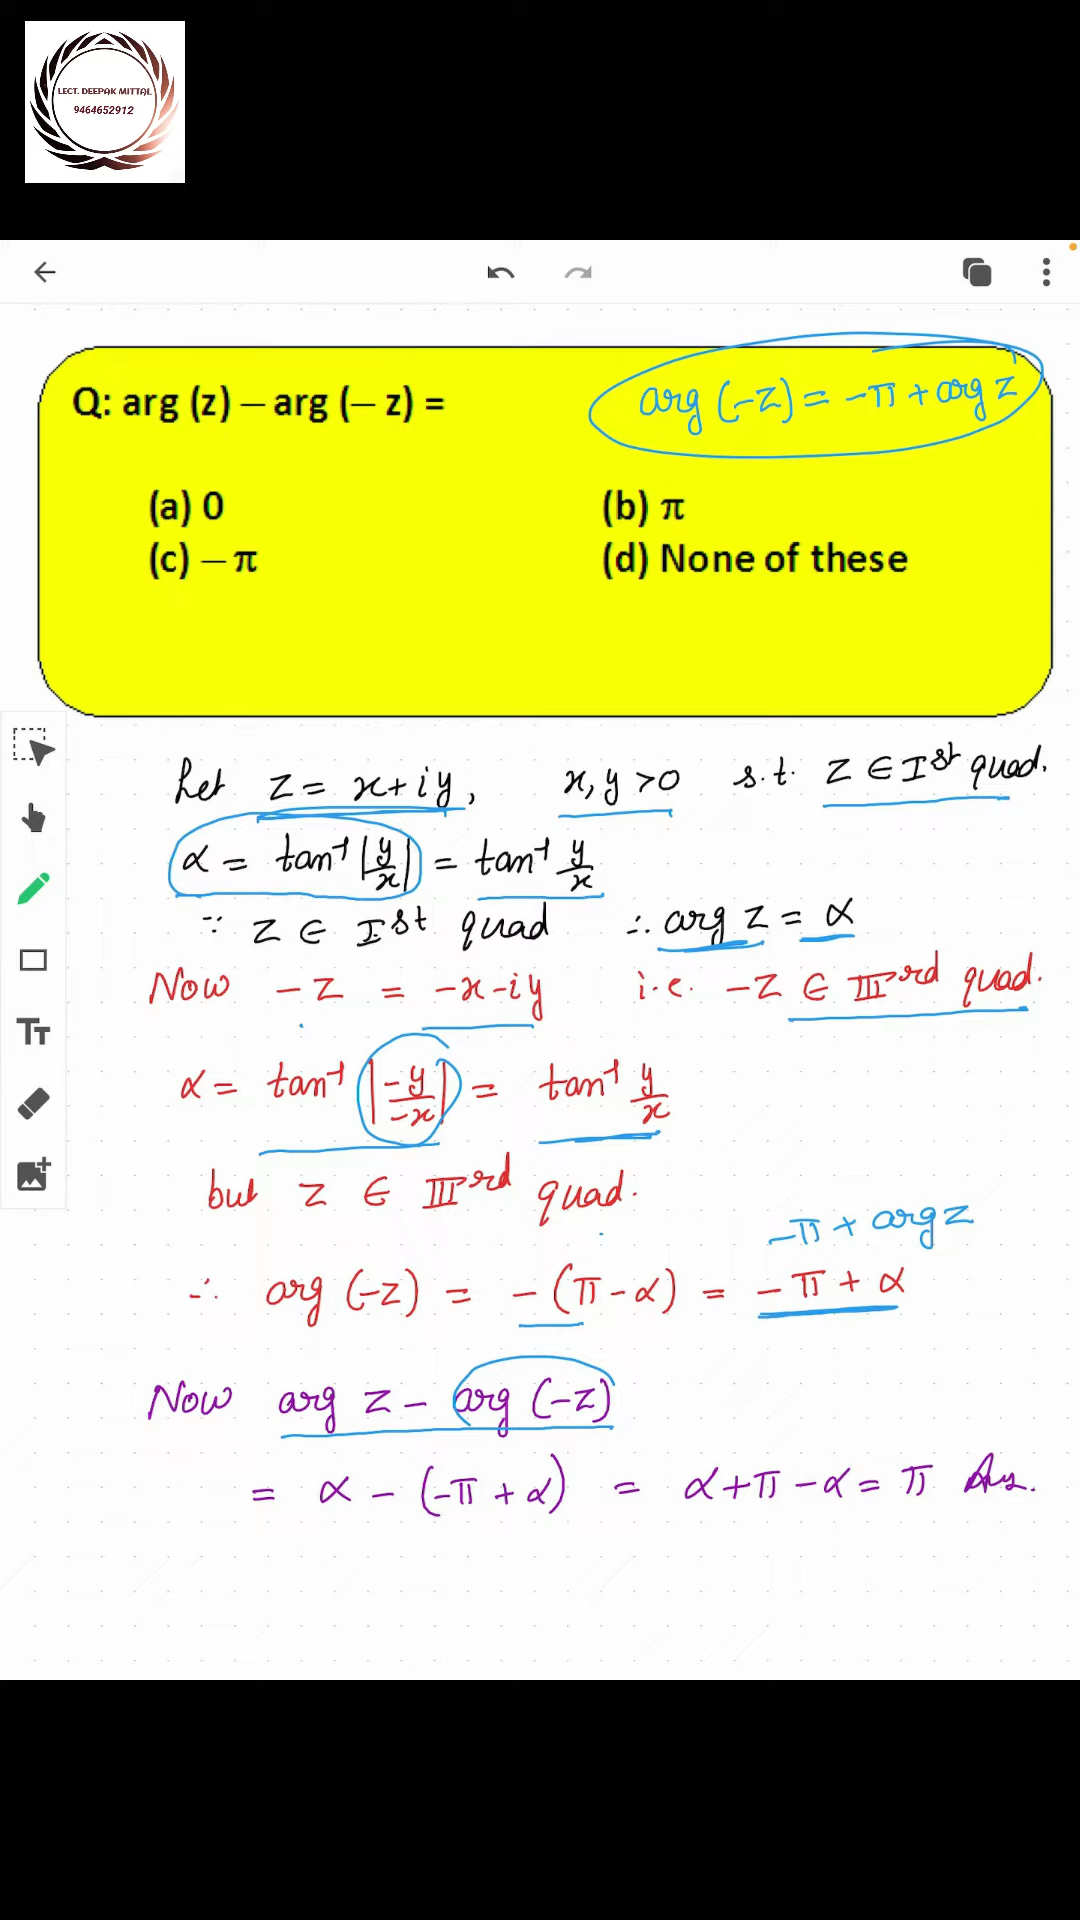 LECT. DEEPAK MITTAL
9464652912
Q: arg (z) – arg (– z) =
arg (-z) = -π + arg z
(a) 0
(b) π
(c) – π
(d) None of these
Let z = x + iy, x, y > 0 s.t. z ∈ Ist quad.
α = tan⁻¹ |y/x| = tan⁻¹ y/x
∵ z ∈ Ist quad ∴ arg z = α
Now -z = -x-iy i.e. -z ∈ IIIrd quad.
α = tan⁻¹ |-y/-x| = tan⁻¹ y/x
but z ∈ IIIrd quad.
-π + arg z
∴ arg (-z) = -(π-α) = -π + α
Now arg z - arg (-z)
= α - (-π + α) = α+π-α = π Ans.
TT